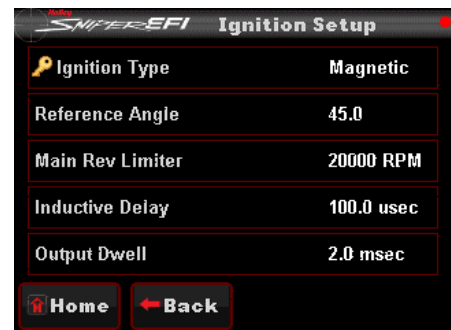 Holley
SNIPER EFI Ignition Setup
Ignition Type Magnetic
Reference Angle 45.0
Main Rev Limiter 20000 RPM
Inductive Delay 100.0 usec
Output Dwell 2.0 msec
Home Back